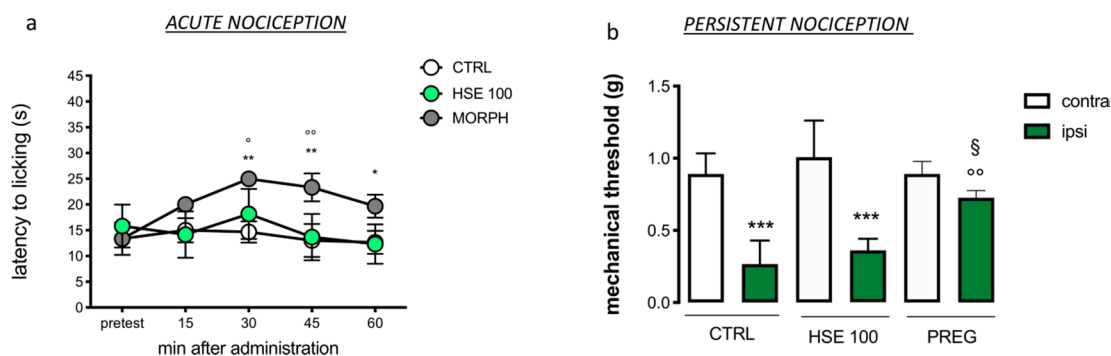 a
ACUTE NOCICEPTION
latency to licking (s)
45
40
35
30
25
20
15
10
5
0
°
**
°°
**
*
pretest
15
30
45
60
min after administration
CTRL
HSE 100
MORPH
b
PERSISTENT NOCICEPTION
mechanical threshold (g)
1.5
1.0
0.5
0.0
***
***
§
°°
CTRL
HSE 100
PREG
contra
ipsi